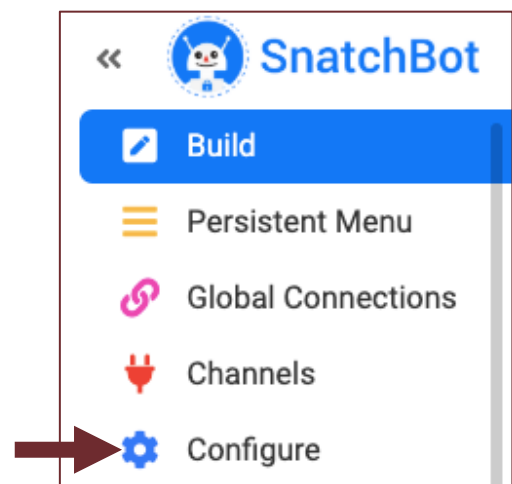 « SnatchBot
Build
Persistent Menu
Global Connections
Channels
Configure